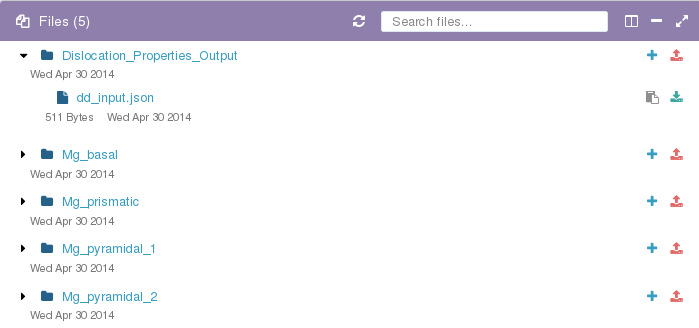 Files (5) Search files...
Dislocation_Properties_Output
Wed Apr 30 2014
dd_input.json
511 Bytes Wed Apr 30 2014
Mg_basal
Wed Apr 30 2014
Mg_prismatic
Wed Apr 30 2014
Mg_pyramidal_1
Wed Apr 30 2014
Mg_pyramidal_2
Wed Apr 30 2014